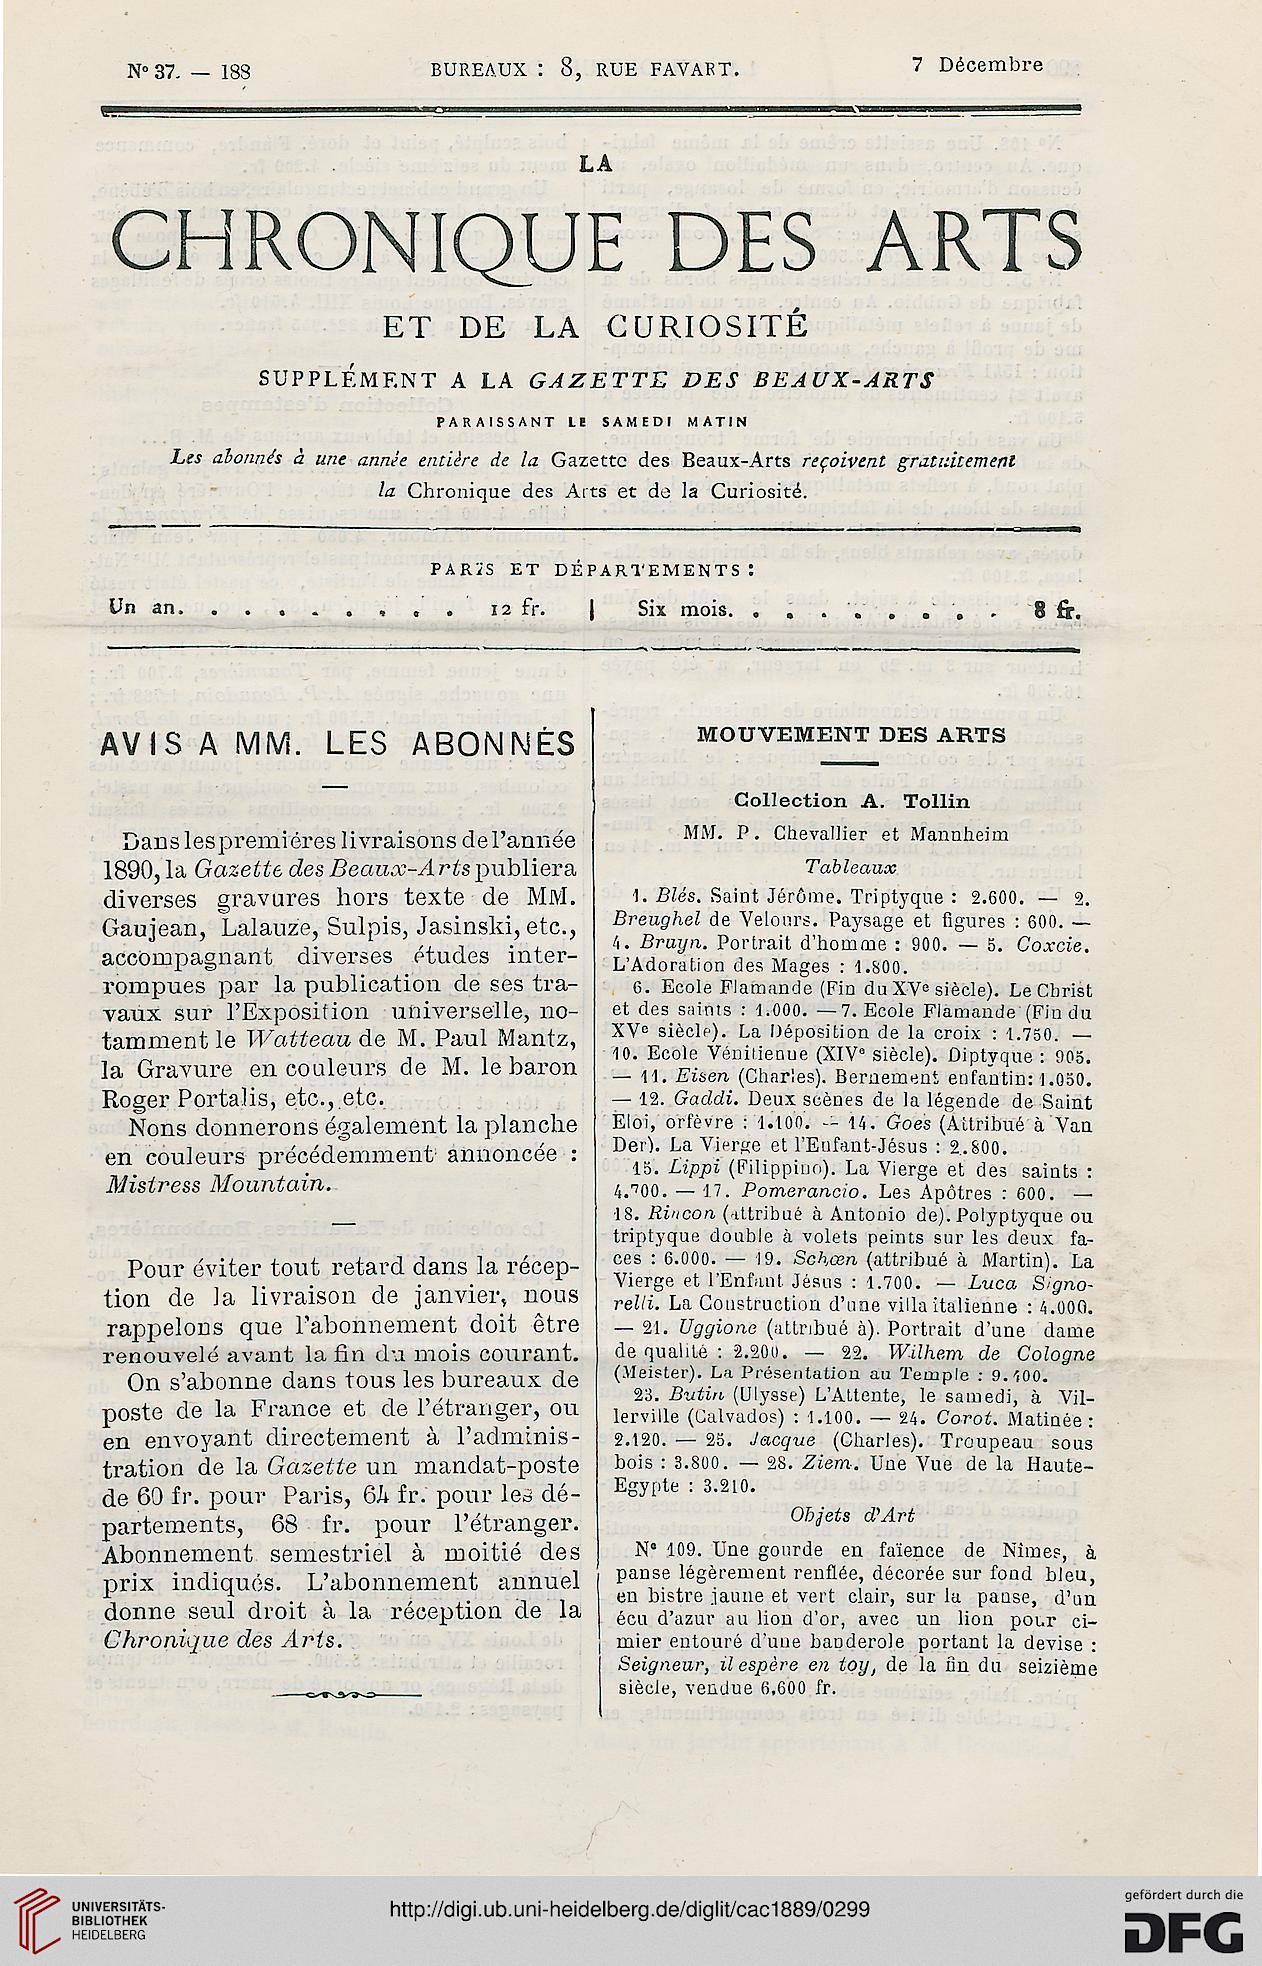 N° 37. — 188
BUREAUX : 8, RUE FAVART.
7 Décembre
LA
CHRONIQUE DES ARTS
ET DE LA CURIOSITÉ
SUPPLÉMENT A LA GAZETTE DES BEAUX-ARTS
PARAISSANT LE SAMEDI MATIN
Les abonnés à une année entière de la Gazette des Beaux-Arts reçoivent gratuitement
la Chronique des Arts et de la Curiosité.
PARIS ET DÉPARTEMENTS :
Un an. . . . . . . . . 12 fr. | Six mois. . . . . . . . . 8 fr.
AVIS A MM. LES ABONNÉS
Dans les premières livraisons de l'année
1890, la Gazette des Beaux-Arts publiera
diverses gravures hors texte de MM.
Gaujean, Lalauze, Sulpis, Jasinski, etc.,
accompagnant diverses études inter-
rompues par la publication de ses tra-
vaux sur l'Exposition universelle, no-
tamment le Watteau de M. Paul Mantz,
la Gravure en couleurs de M. le baron
Roger Portalis, etc., etc.
Nons donnerons également la planche
en couleurs précédemment annoncée :
Mistress Mountain.
Pour éviter tout retard dans la récep-
tion de la livraison de janvier, nous
rappelons que l'abonnement doit être
renouvelé avant la fin du mois courant.
On s'abonne dans tous les bureaux de
poste de la France et de l'étranger, ou
en envoyant directement à l'adminis-
tration de la Gazette un mandat-poste
de 60 fr. pour Paris, 64 fr. pour les dé-
partements, 68 fr. pour l'étranger.
Abonnement semestriel à moitié des
prix indiqués. L'abonnement annuel
donne seul droit à la réception de la
Chronique des Arts.
MOUVEMENT DES ARTS
Collection A. Tollin
MM. P. Chevallier et Mannheim
Tableaux
1. Blés. Saint Jérôme. Triptyque : 2.600. — 2.
Breughel de Velours. Paysage et figures : 600. —
4. Bruyn. Portrait d'homme : 900. — 5. Coxcie.
L'Adoration des Mages : 1.800.
6. Ecole Flamande (Fin du XVe siècle). Le Christ
et des saints : 1.000. — 7. Ecole Flamande (Fin du
XVe siècle). La Déposition de la croix : 1.750. —
10. Ecole Vénitienne (XIVe siècle). Diptyque : 905.
— 11. Eisen (Charles). Bernement enfantin: 1.050.
— 12. Gaddi. Deux scènes de la légende de Saint
Eloi, orfèvre : 1.100. — 14. Goes (Attribué à Van
Der). La Vierge et l'Enfant-Jésus : 2.800.
15. Lippi (Filippino). La Vierge et des saints :
4.700. — 17. Pomerancio. Les Apôtres : 600. —
18. Rincon (attribué à Antonio de). Polyptyque ou
triptyque double à volets peints sur les deux fa-
ces : 6.000. — 19. Schœn (attribué à Martin). La
Vierge et l'Enfant Jésus : 1.700. — Luca Signo-
relli. La Construction d'une villa italienne : 4.000.
— 21. Uggione (attribué à). Portrait d'une dame
de qualité : 2.200. — 22. Wilhem de Cologne
(Meister). La Présentation au Temple : 9.100.
23. Butin (Ulysse) L'Attente, le samedi, à Vil-
lerville (Calvados) : 1.100. — 24. Corot. Matinée :
2.120. — 25. Jacque (Charles). Troupeau sous
bois : 3.800. — 28. Ziem. Une Vue de la Haute-
Egypte : 3.210.
Objets d'Art
N° 109. Une gourde en faïence de Nîmes, à
panse légèrement renflée, décorée sur fond bleu,
en bistre jaune et vert clair, sur la panse, d'un
écu d'azur au lion d'or, avec un lion pour ci-
mier entouré d'une banderole portant la devise :
Seigneur, il espère en toy, de la fin du seizième
siècle, vendue 6,600 fr.
UNIVERSITÄTS-
BIBLIOTHEK
HEIDELBERG
http://digi.ub.uni-heidelberg.de/diglit/cac1889/0299
gefördert durch die
DFG